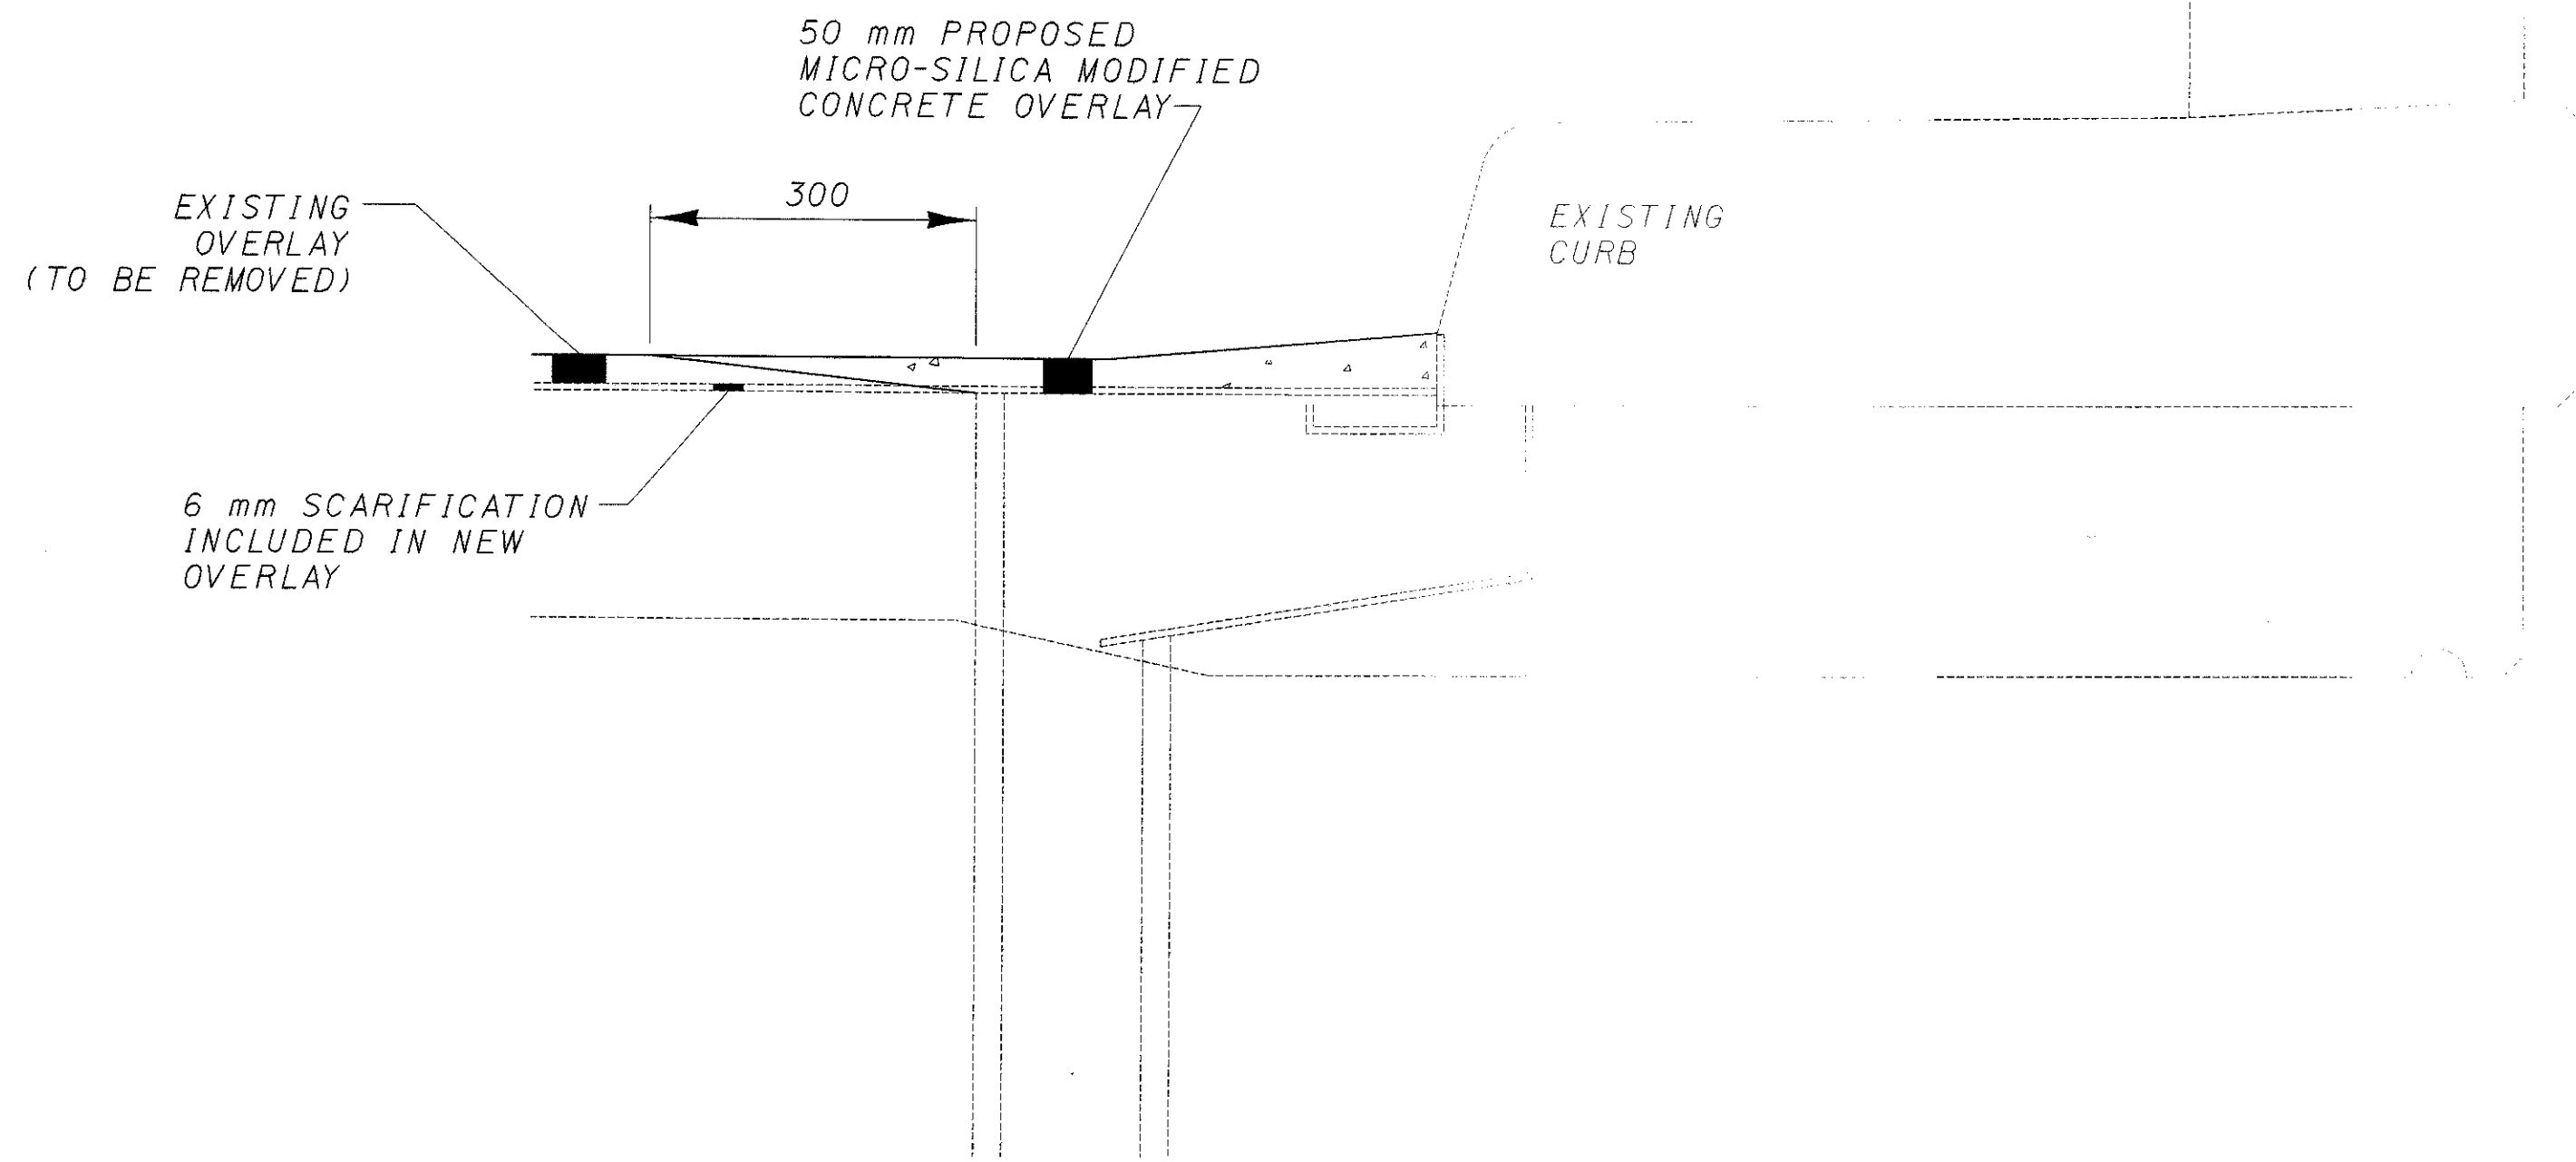 50 mm PROPOSED
MICRO-SILICA MODIFIED
CONCRETE OVERLAY
300
EXISTING
OVERLAY
(TO BE REMOVED)
EXISTING
CURB
6 mm SCARIFICATION
INCLUDED IN NEW
OVERLAY